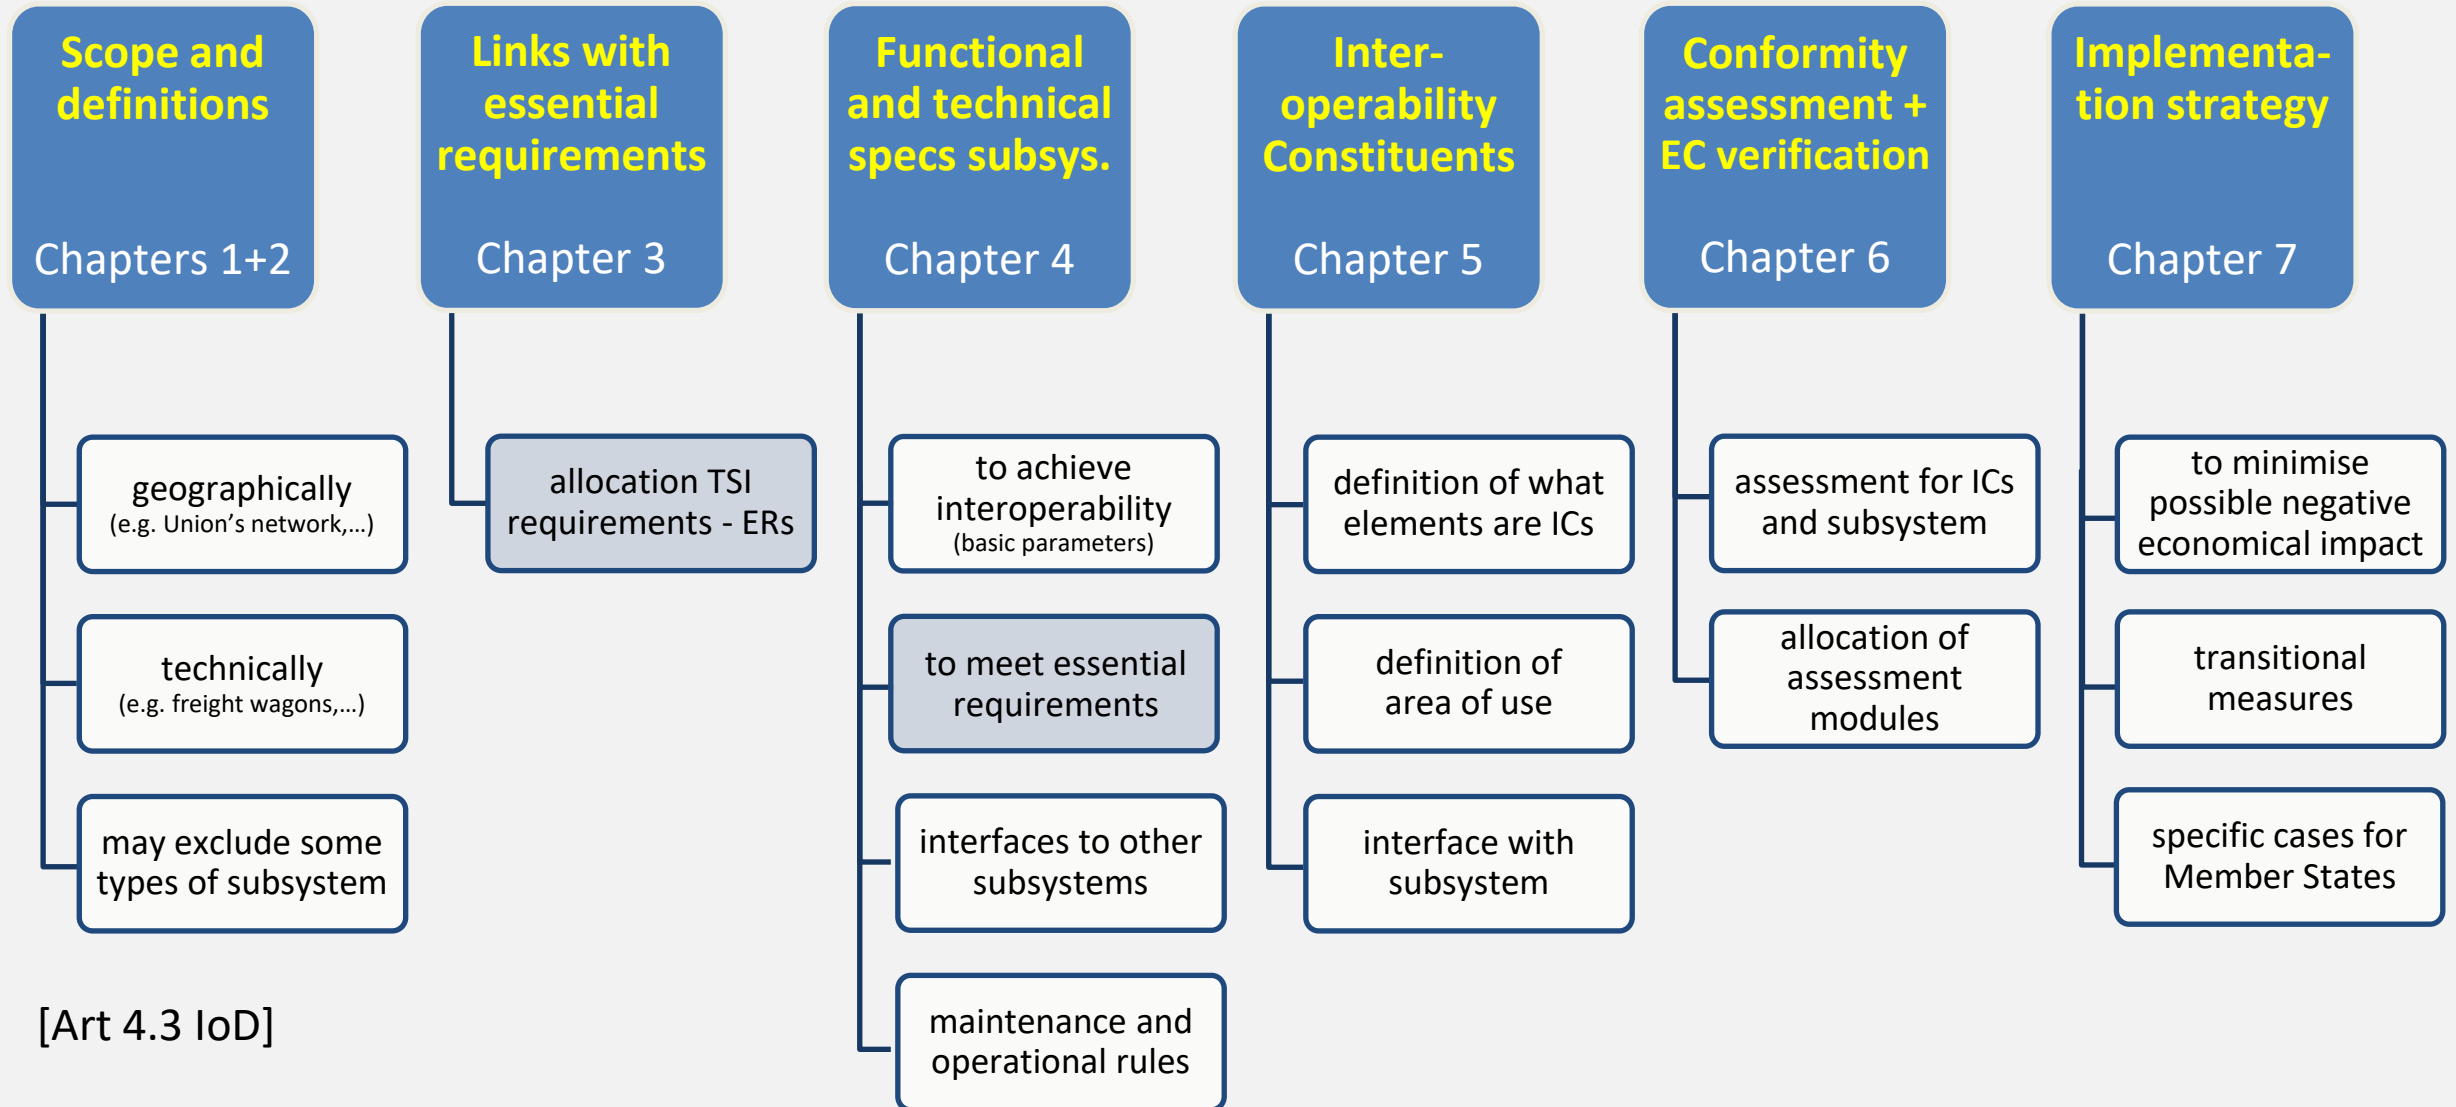 Scope and
definitions
Chapters 1+2
geographically
(e.g. Union’s network,...)
technically
(e.g. freight wagons,...)
may exclude some
types of subsystem
Links with
essential
requirements
Chapter 3
allocation TSI
requirements - ERs
Functional
and technical
specs subsys.
Chapter 4
to achieve
interoperability
(basic parameters)
to meet essential
requirements
interfaces to other
subsystems
maintenance and
operational rules
Inter-
operability
Constituents
Chapter 5
definition of what
elements are ICs
definition of
area of use
interface with
subsystem
Conformity
assessment +
EC verification
Chapter 6
assessment for ICs
and subsystem
allocation of
assessment
modules
Implementa-
tion strategy
Chapter 7
to minimise
possible negative
economical impact
transitional
measures
specific cases for
Member States
[Art 4.3 IoD]